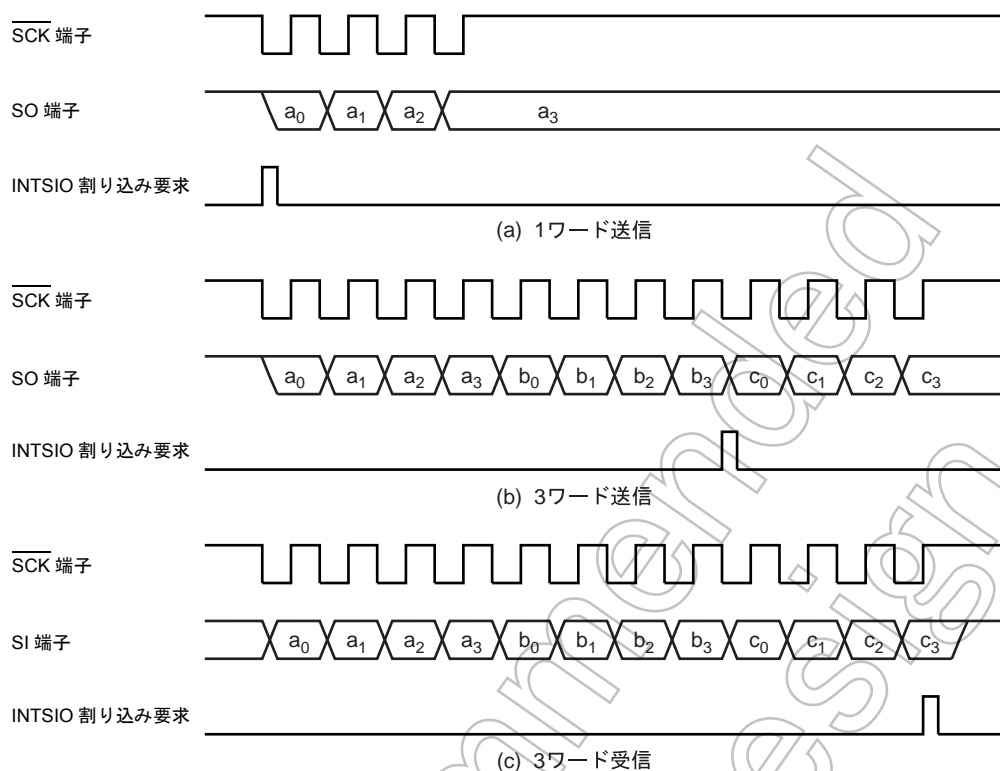 SCK 端子
SO 端子 a0 a1 a2 a3
INTSIO 割り込み要求
(a) 1ワード送信
SCK 端子
SO 端子 a0 a1 a2 a3 b0 b1 b2 b3 c0 c1 c2 c3
INTSIO 割り込み要求
(b) 3ワード送信
SCK 端子
SI 端子 a0 a1 a2 a3 b0 b1 b2 b3 c0 c1 c2 c3
INTSIO 割り込み要求
(c) 3ワード受信